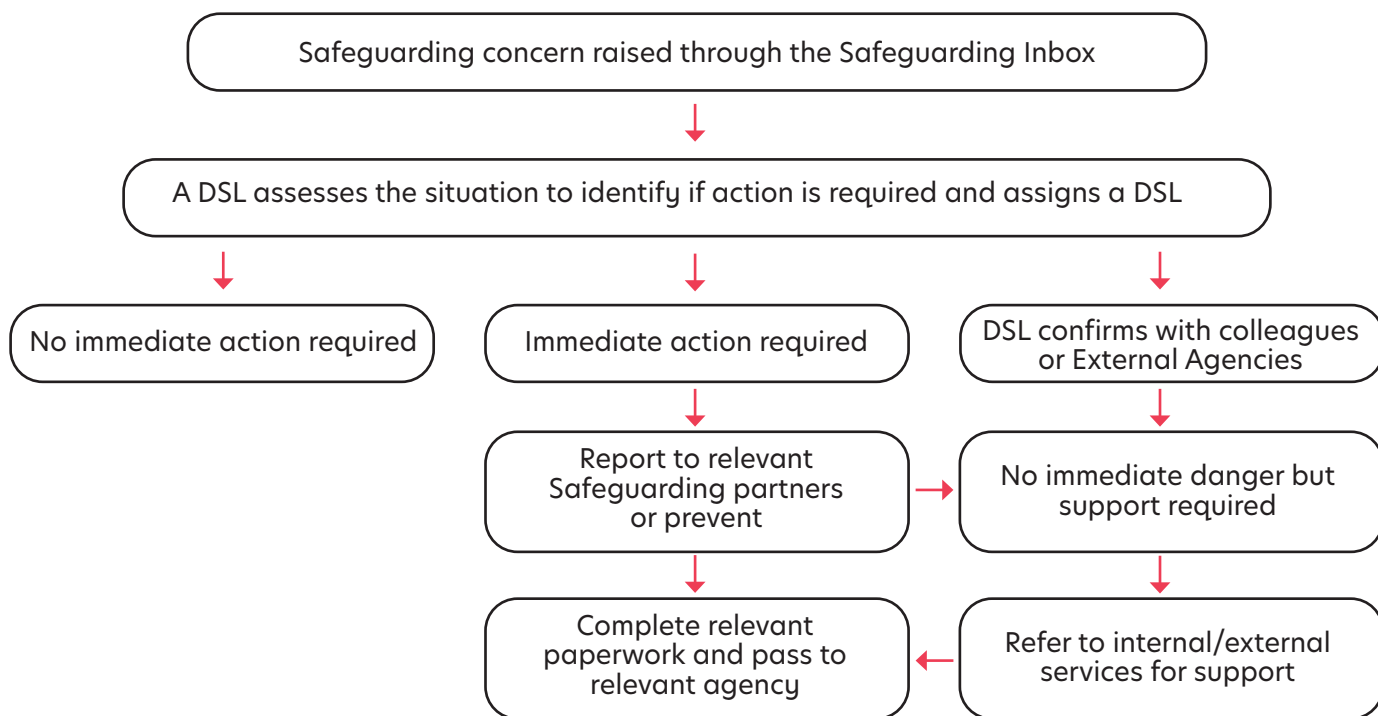 Safeguarding concern raised through the Safeguarding Inbox
A DSL assesses the situation to identify if action is required and assigns a DSL
No immediate action required
Immediate action required
DSL confirms with colleagues
or External Agencies
Report to relevant
Safeguarding partners
or prevent
No immediate danger but
support required
Complete relevant
paperwork and pass to
relevant agency
Refer to internal/external
services for support